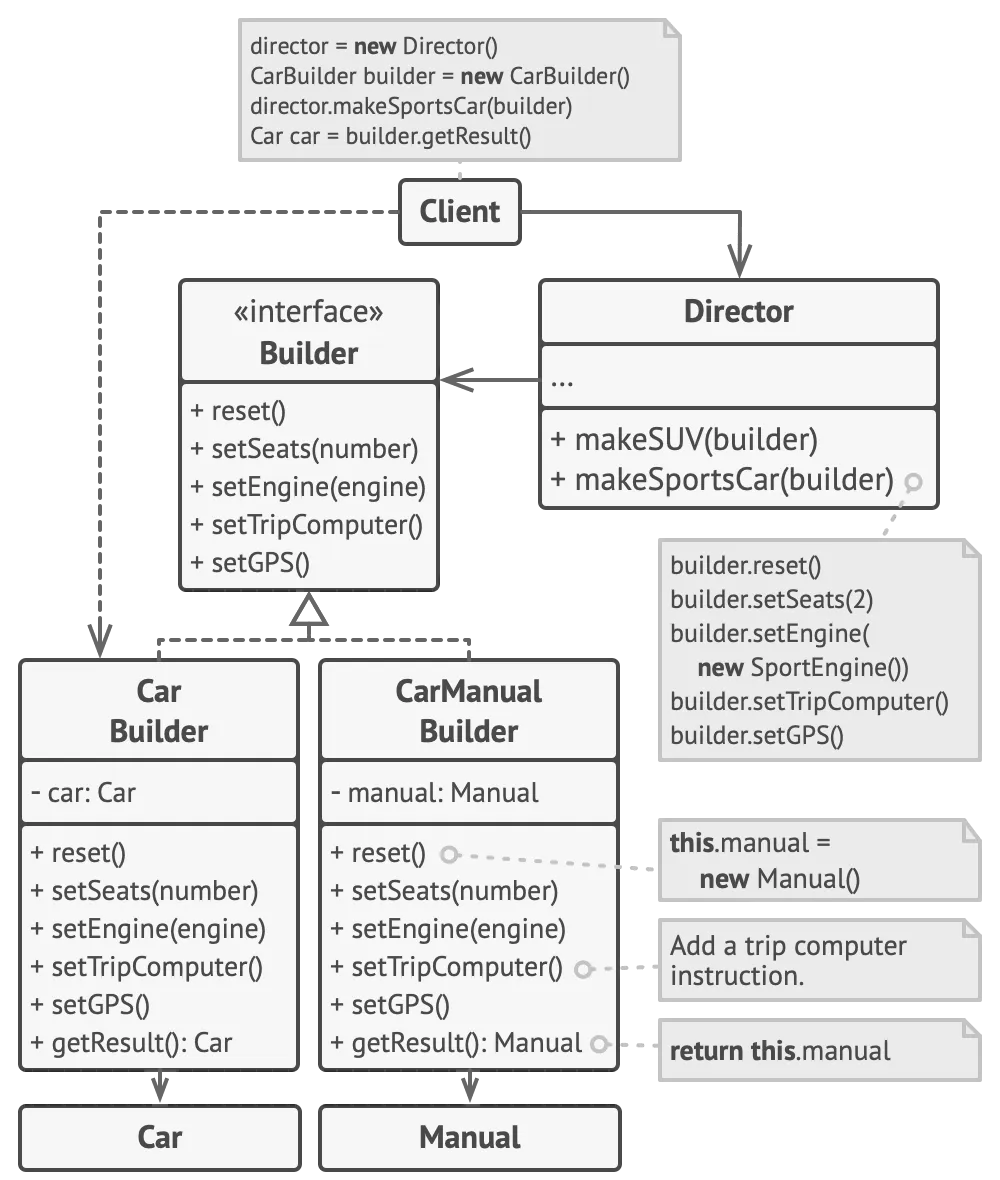 director = new Director()
CarBuilder builder = new CarBuilder()
director.makeSportsCar(builder)
Car car = builder.getResult()
Client
«interface»
Builder
+ reset()
+ setSeats(number)
+ setEngine(engine)
+ setTripComputer()
+ setGPS()
Director
...
+ makeSUV(builder)
+ makeSportsCar(builder)
builder.reset()
builder.setSeats(2)
builder.setEngine(
new SportEngine())
builder.setTripComputer()
builder.setGPS()
Car
Builder
- car: Car
+ reset()
+ setSeats(number)
+ setEngine(engine)
+ setTripComputer()
+ setGPS()
+ getResult(): Car
CarManual
Builder
- manual: Manual
+ reset()
+ setSeats(number)
+ setEngine(engine)
+ setTripComputer()
+ setGPS()
+ getResult(): Manual
this.manual =
new Manual()
Add a trip computer
instruction.
return this.manual
Car
Manual